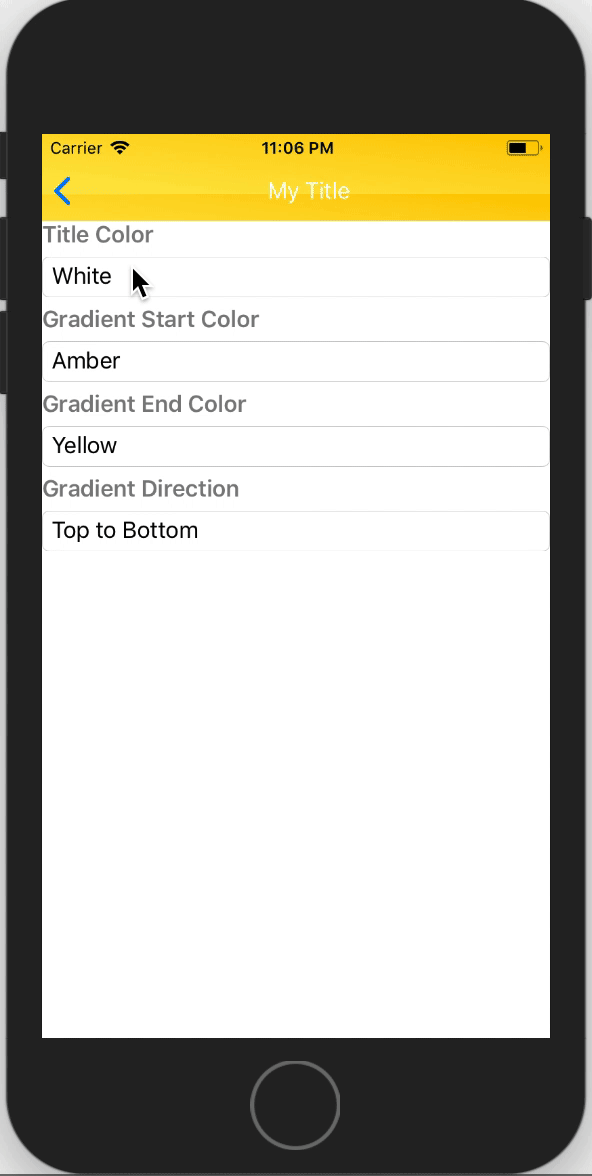 Carrier 11:06 PM
My Title
Title Color
White
Gradient Start Color
Amber
Gradient End Color
Yellow
Gradient Direction
Top to Bottom